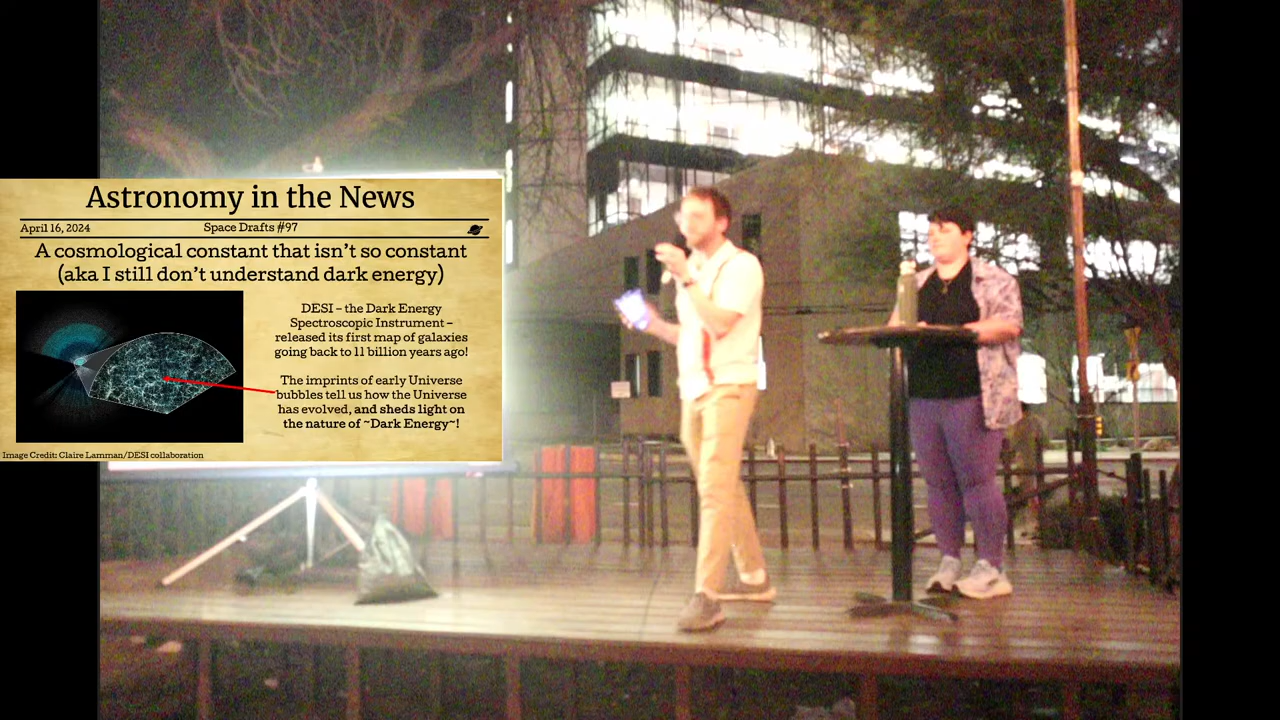 Astronomy in the News
April 16, 2024 Space Drafts #97
A cosmological constant that isn't so constant
(aka I still don't understand dark energy)
DESI – the Dark Energy
Spectroscopic Instrument –
released its first map of galaxies
going back to 11 billion years ago!
The imprints of early Universe
bubbles tell us how the Universe
has evolved, and sheds light on
the nature of ~Dark Energy~!
Image Credit: Claire Lamman/DESI collaboration